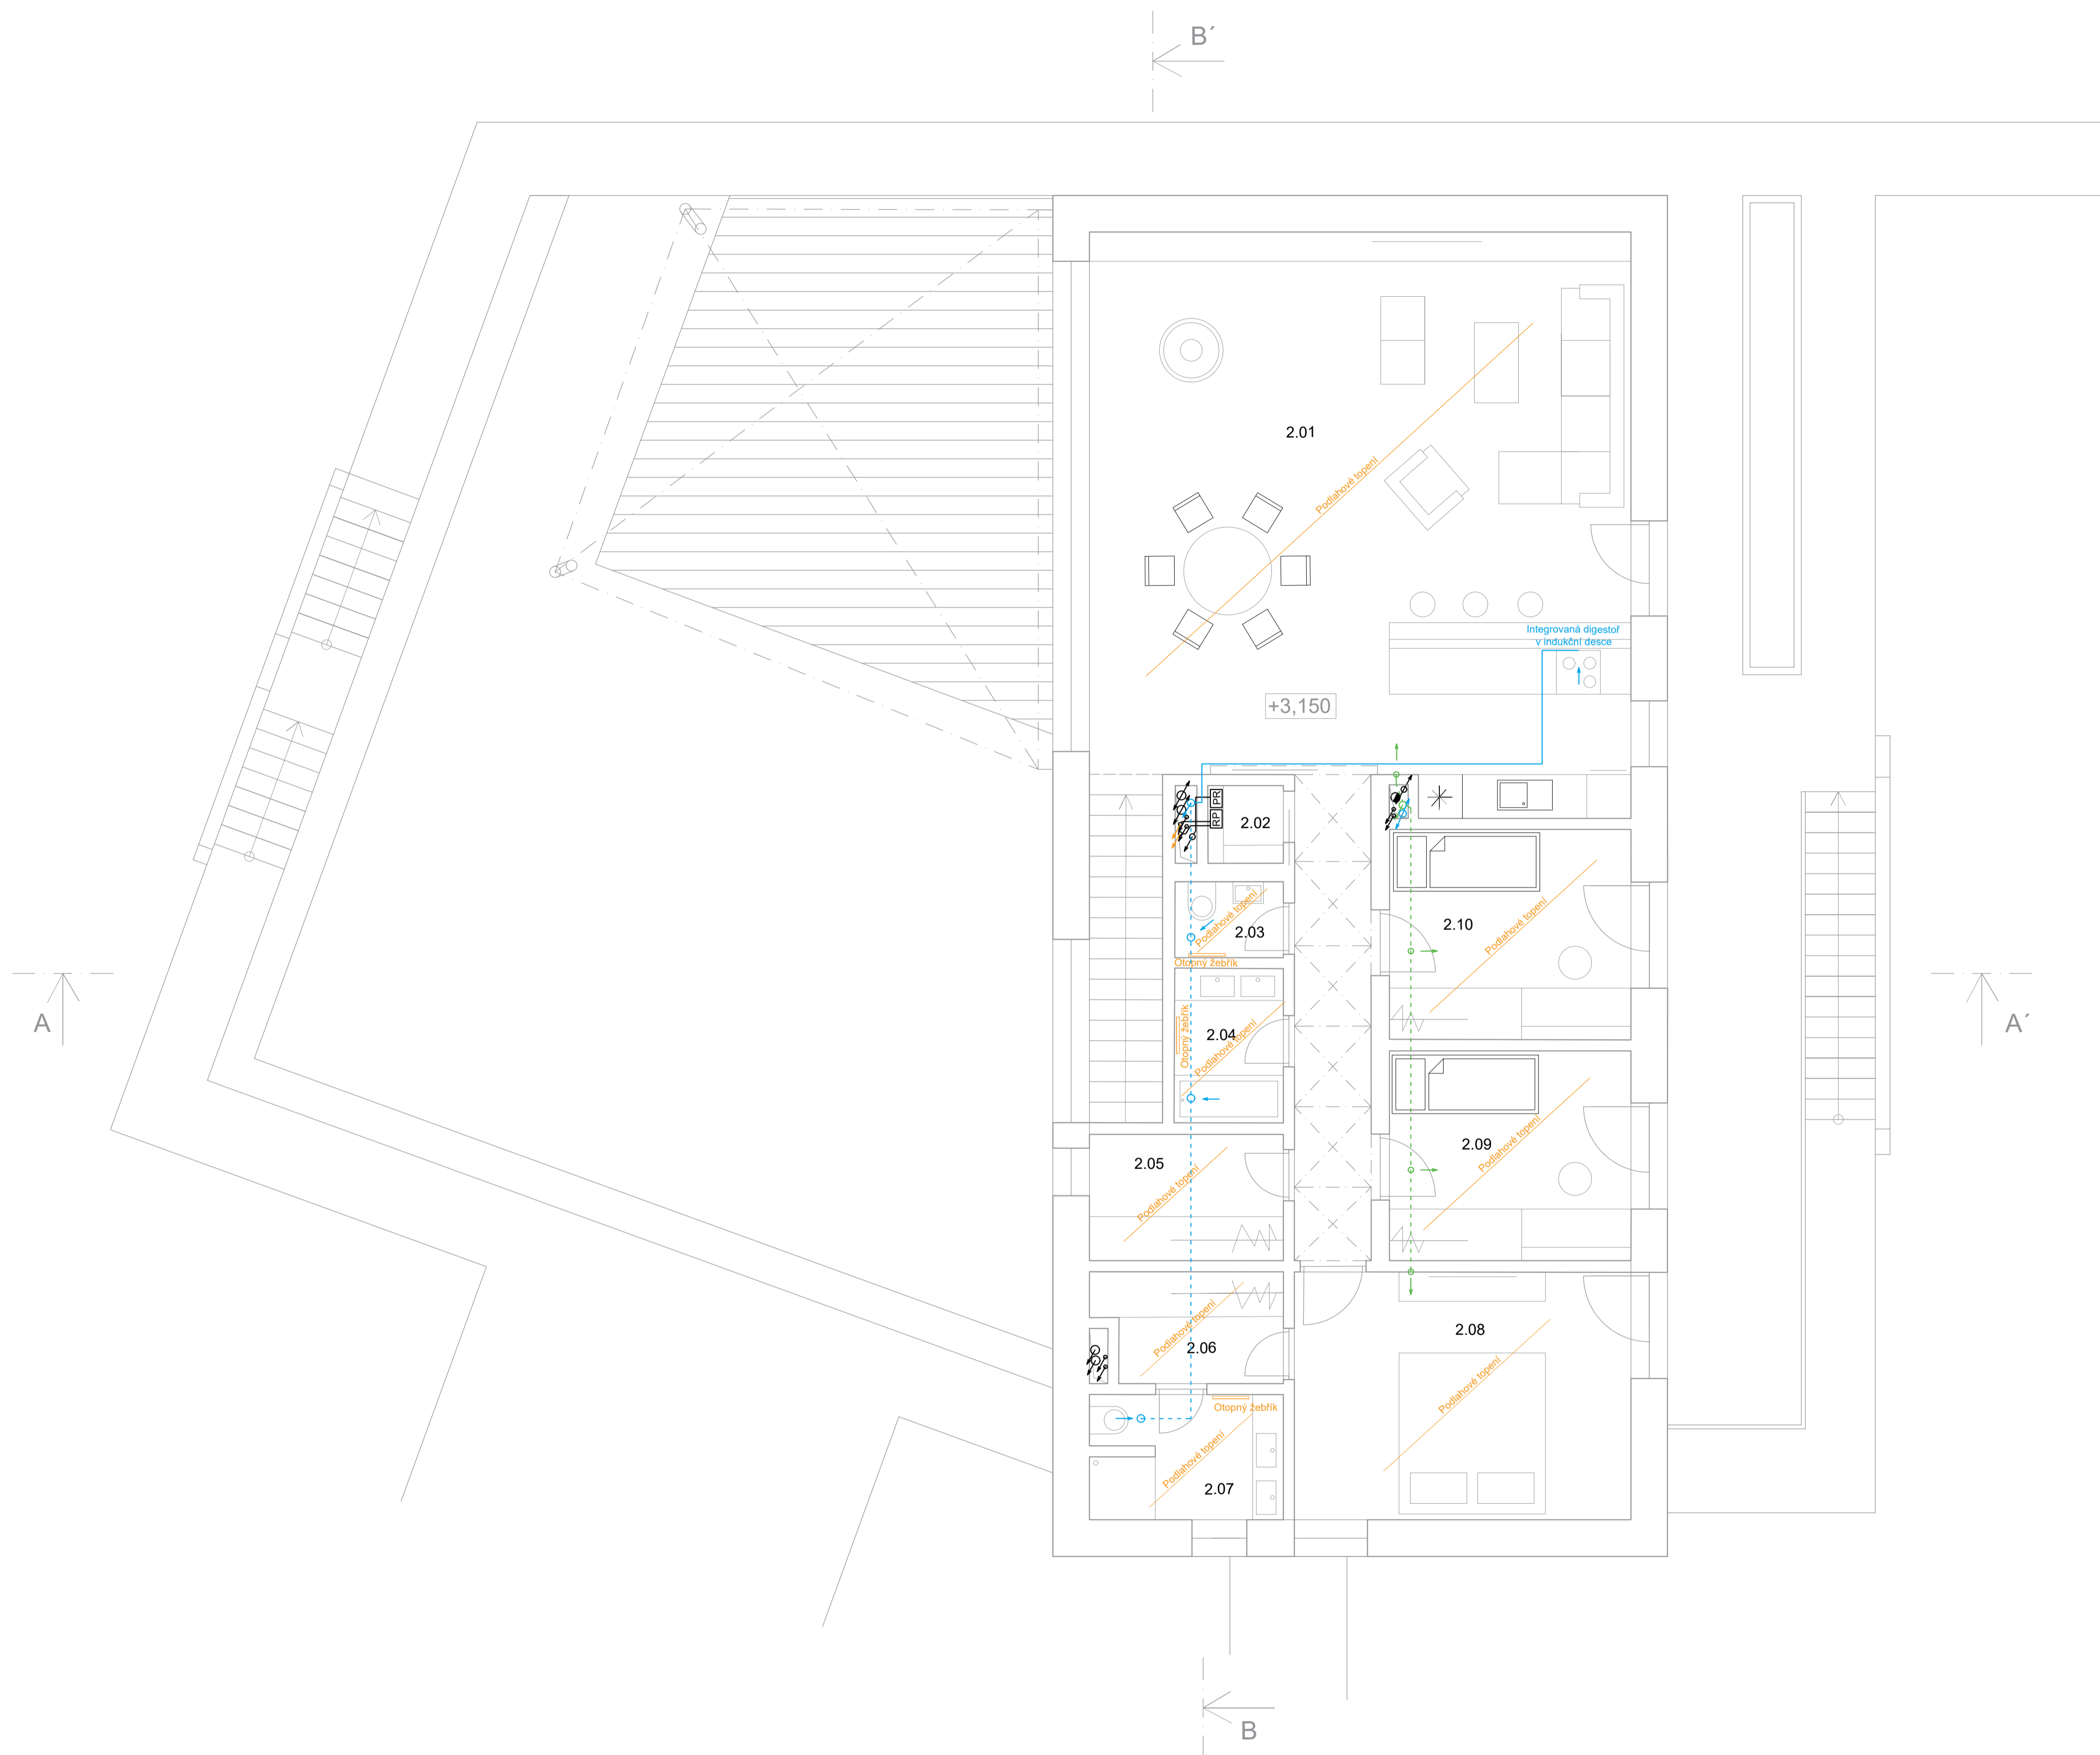 B´
2.01
Podlahové topení
Integrovaná digestoř
v indukční desce
+3,150
PR
RP
2.02
Podlahové topení
2.03
Otopný žebřík
2.10
Podlahové topení
A
A´
Otopný žebřík
2.04
Podlahové topení
2.05
Podlahové topení
2.09
Podlahové topení
Podlahové topení
2.06
2.08
Podlahové topení
Otopný žebřík
Podlahové topení
2.07
B